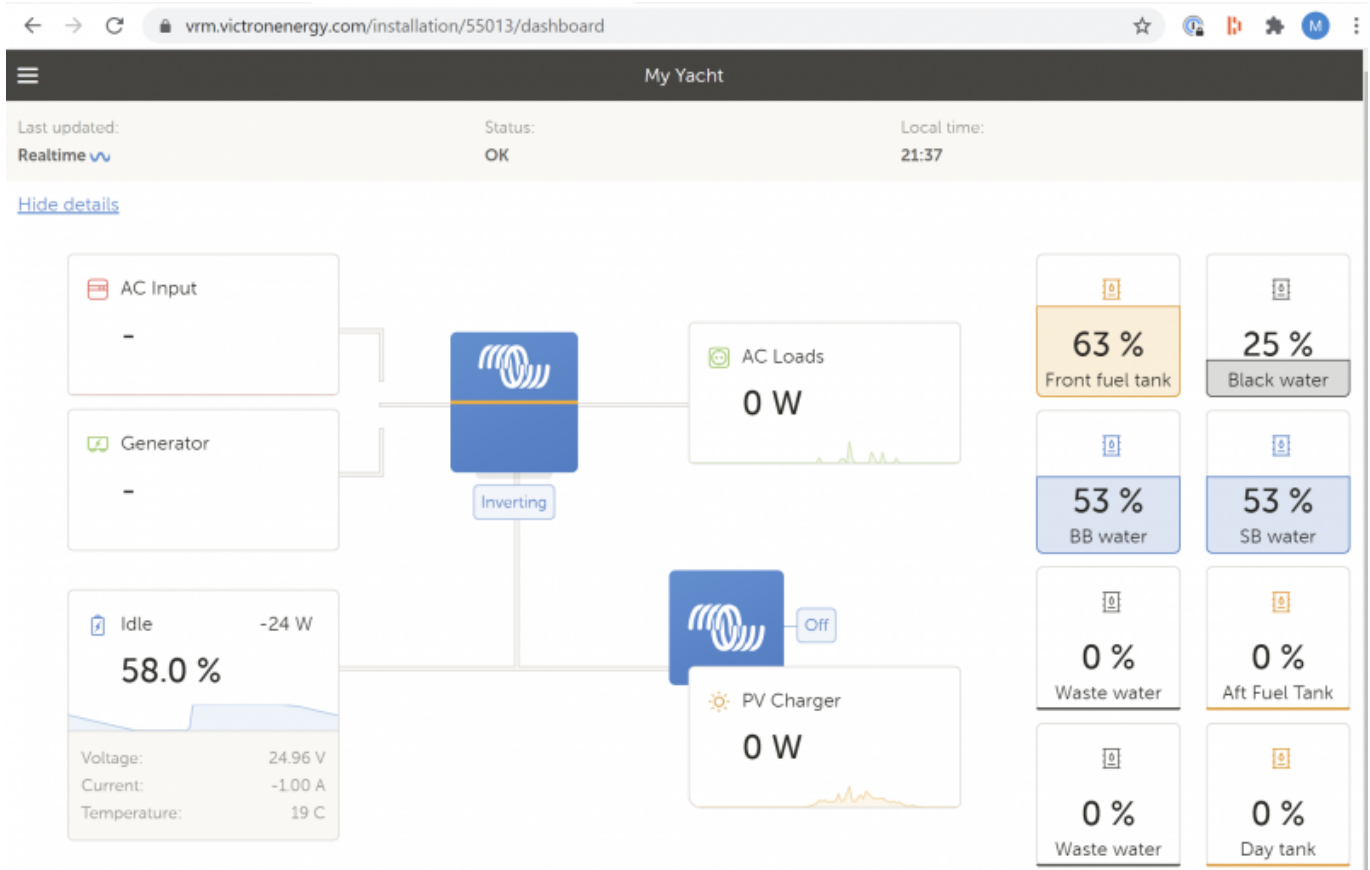 vrm.victronenergy.com/installation/55013/dashboard
M
My Yacht
Last updated:
Realtime
Status:
OK
Local time:
21:37
Hide details
AC Input
-
Generator
-
Inverting
AC Loads
0 W
Idle
-24 W
58.0 %
Voltage: 24.96 V
Current: -1.00 A
Temperature: 19 C
Off
PV Charger
0 W
63 %
Front fuel tank
25 %
Black water
53 %
BB water
53 %
SB water
0 %
Waste water
0 %
Aft Fuel Tank
0 %
Waste water
0 %
Day tank